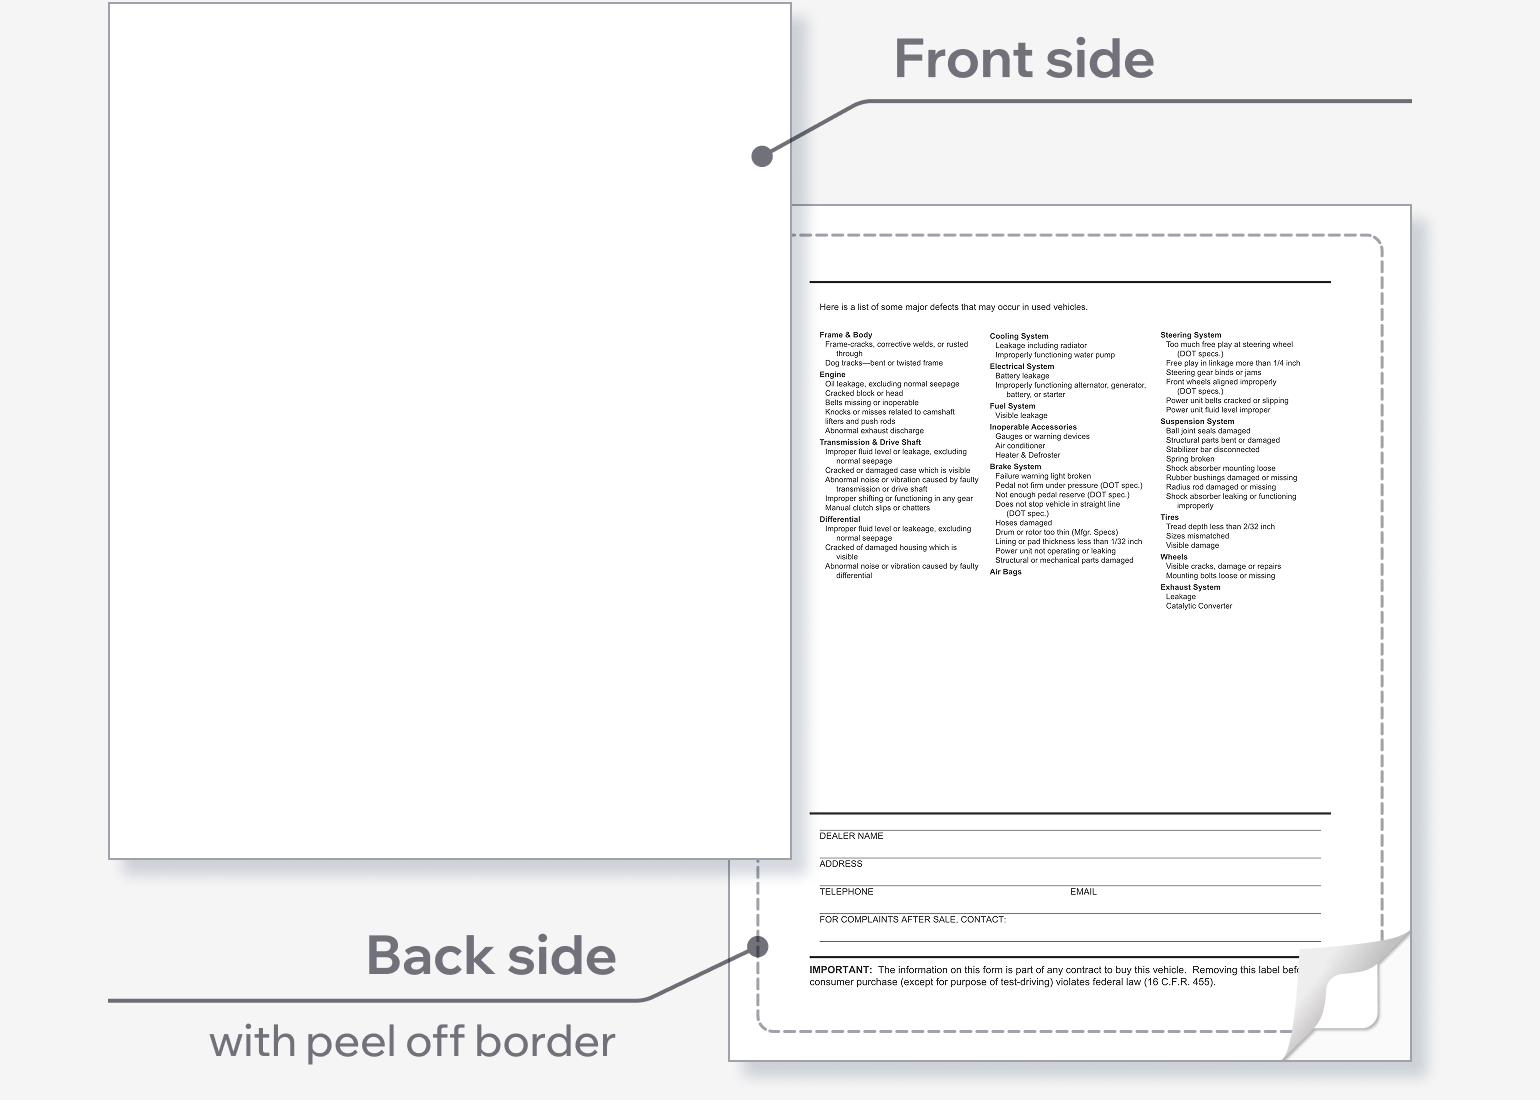 Front side
Here is a list of some major defects that may occur in used vehicles.
Frame & Body
Frame-cracks, corrective welds, or rusted
through
Dog tracks—bent or twisted frame
Engine
Oil leakage, excluding normal seepage
Cracked block or head
Belts missing or inoperable
Knocks or misses related to camshaft
lifters and push rods
Abnormal exhaust discharge
Transmission & Drive Shaft
Improper fluid level or leakage, excluding
normal seepage
Cracked or damaged case which is visible
Abnormal noise or vibration caused by faulty
transmission or drive shaft
Improper shifting or functioning in any gear
Manual clutch slips or chatters
Differential
Improper fluid level or leakeage, excluding
normal seepage
Cracked of damaged housing which is
visible
Abnormal noise or vibration caused by faulty
differential
Cooling System
Leakage including radiator
Improperly functioning water pump
Electrical System
Battery leakage
Improperly functioning alternator, generator,
battery, or starter
Fuel System
Visible leakage
Inoperable Accessories
Gauges or warning devices
Air conditioner
Heater & Defroster
Brake System
Failure warning light broken
Pedal not firm under pressure (DOT spec.)
Not enough pedal reserve (DOT spec.)
Does not stop vehicle in straight line
(DOT spec.)
Hoses damaged
Drum or rotor too thin (Mfgr. Specs)
Lining or pad thickness less than 1/32 inch
Power unit not operating or leaking
Structural or mechanical parts damaged
Air Bags
Steering System
Too much free play at steering wheel
(DOT specs.)
Free play in linkage more than 1/4 inch
Steering gear binds or jams
Front wheels aligned improperly
(DOT specs.)
Power unit belts cracked or slipping
Power unit fluid level improper
Suspension System
Ball joint seals damaged
Structural parts bent or damaged
Stabilizer bar disconnected
Spring broken
Shock absorber mounting loose
Rubber bushings damaged or missing
Radius rod damaged or missing
Shock absorber leaking or functioning
improperly
Tires
Tread depth less than 2/32 inch
Sizes mismatched
Visible damage
Wheels
Visible cracks, damage or repairs
Mounting bolts loose or missing
Exhaust System
Leakage
Catalytic Converter
DEALER NAME
ADDRESS
TELEPHONE EMAIL
FOR COMPLAINTS AFTER SALE, CONTACT:
IMPORTANT: The information on this form is part of any contract to buy this vehicle. Removing this label
consumer purchase (except for purpose of test-driving) violates federal law (16 C.F.R. 455).
Back side
with peel off border